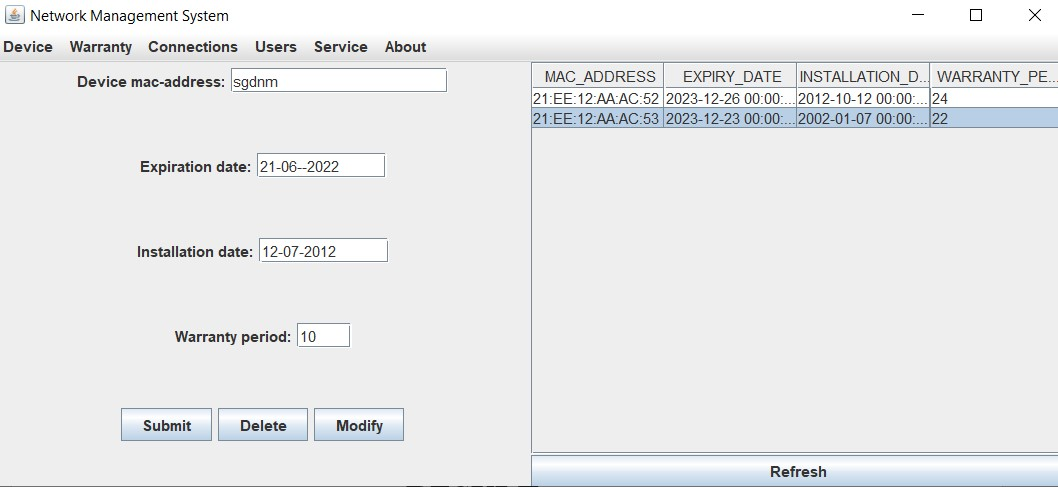 Network Management System
Device Warranty Connections Users Service About
Device mac-address: sgdnm
Expiration date: 21-06--2022
Installation date: 12-07-2012
Warranty period: 10
Submit Delete Modify
MAC_ADDRESS EXPIRY_DATE INSTALLATION_D... WARRANTY_PE...
21:EE:12:AA:AC:52 2023-12-26 00:00:... 2012-10-12 00:00:... 24
21:EE:12:AA:AC:53 2023-12-23 00:00:... 2002-01-07 00:00:... 22
Refresh